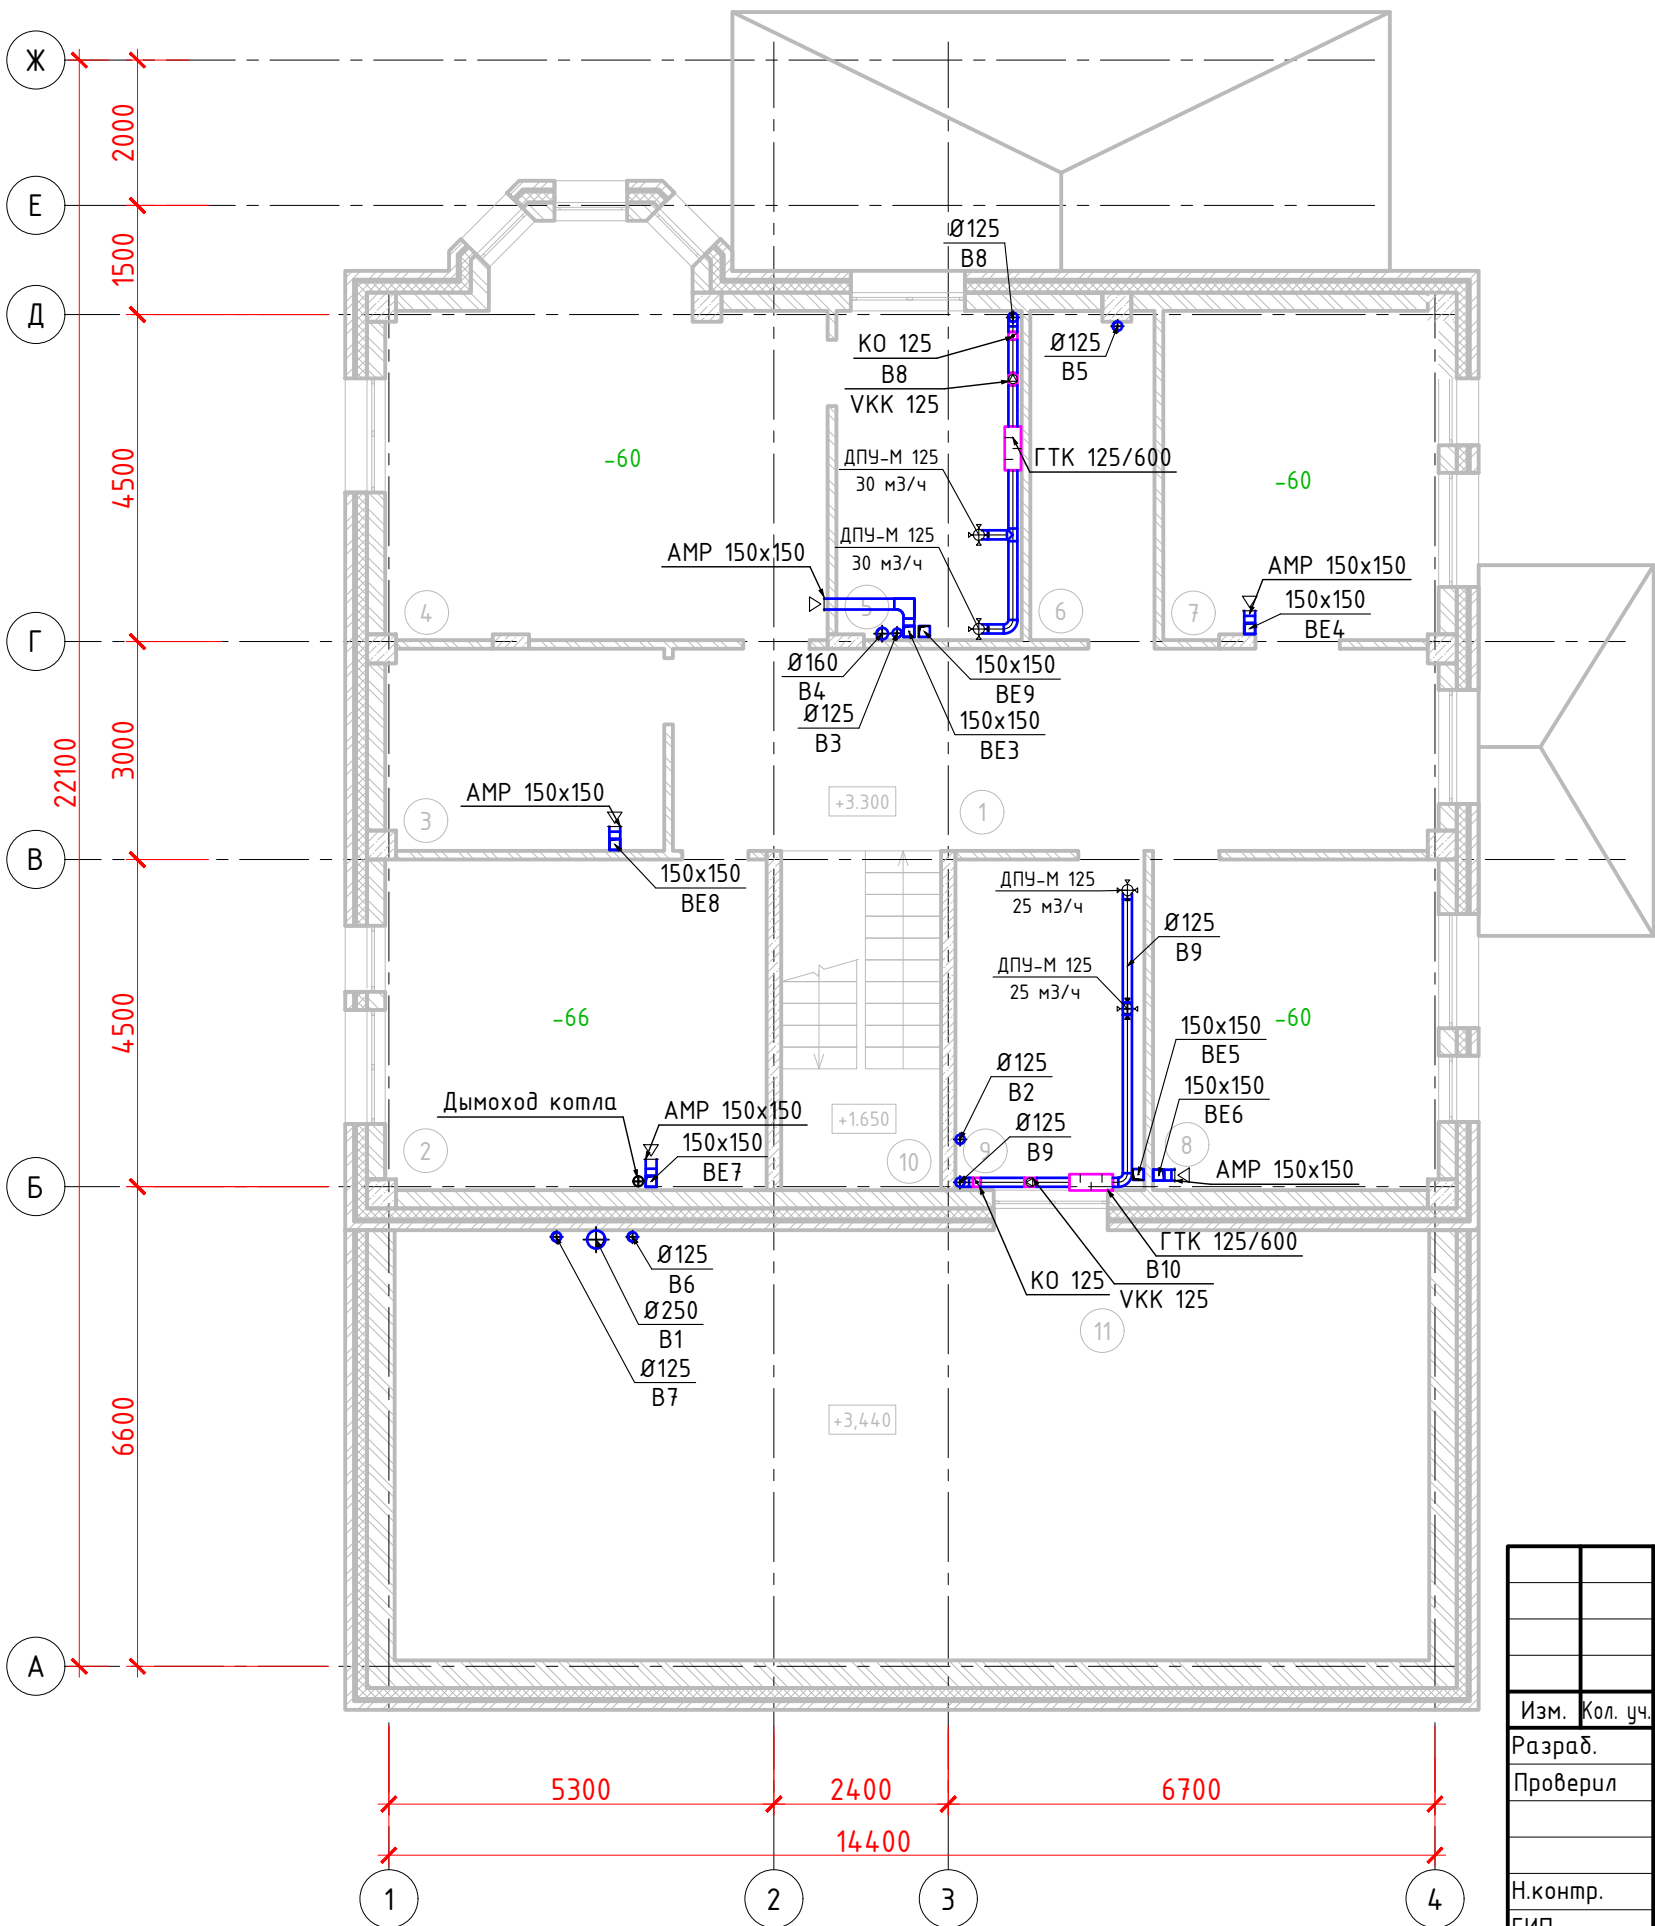 Ж
2000
Е
1500
Ø125
В8
Д
КО 125
В8
VKK 125
Ø125
В5
4500
-60
ДПУ-М 125
30 м3/ч
ГТК 125/600
-60
ДПУ-М 125
30 м3/ч
АМР 150х150
АМР 150х150
150х150
ВЕ4
4
5
6
7
Г
Ø160
В4
150х150
ВЕ9
Ø125
В3
150х150
ВЕ3
22100
3000
АМР 150х150
+3.300
3
1
В
150х150
ВЕ8
ДПУ-М 125
25 м3/ч
Ø125
В9
ДПУ-М 125
25 м3/ч
4500
-66
-60
150х150
ВЕ5
Ø125
В2
150х150
ВЕ6
Дымоход котла
АМР 150х150
+1.650
Ø125
В9
150х150
ВЕ7
2
10
9
8
АМР 150х150
Б
Ø125
В6
ГТК 125/600
КО 125
В10
VKK 125
Ø250
В1
11
Ø125
В7
+3,440
6600
А
Изм.
Кол. уч.
Разраб.
Проверил
5300
2400
6700
14400
Н.контр.
ГИП
1
2
3
4